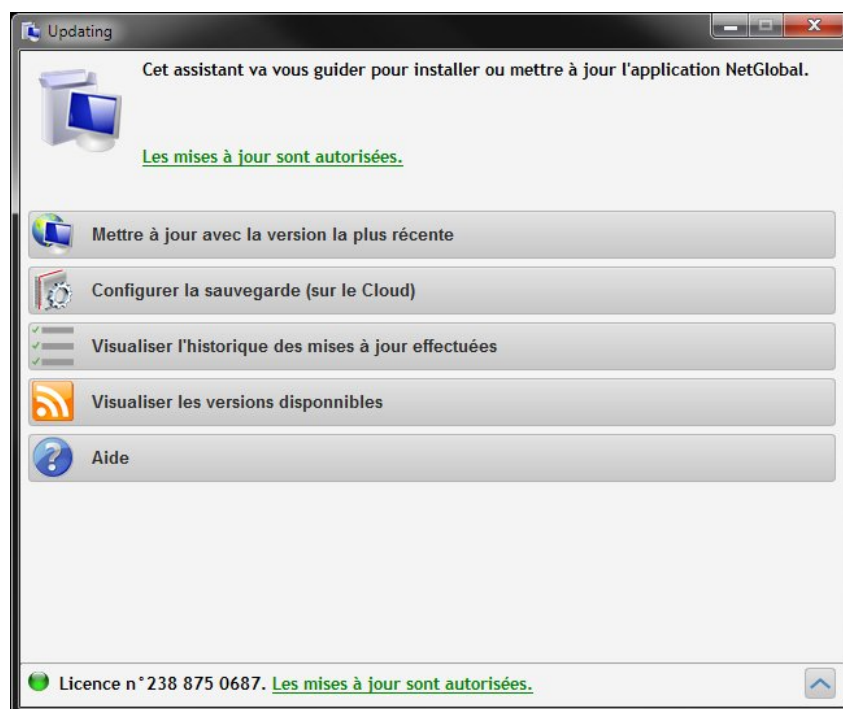 Updating
Cet assistant va vous guider pour installer ou mettre à jour l'application NetGlobal.
Les mises à jour sont autorisées.
Mettre à jour avec la version la plus récente
Configurer la sauvegarde (sur le Cloud)
Visualiser l'historique des mises à jour effectuées
Visualiser les versions disponnibles
Aide
Licence n°238 875 0687. Les mises à jour sont autorisées.